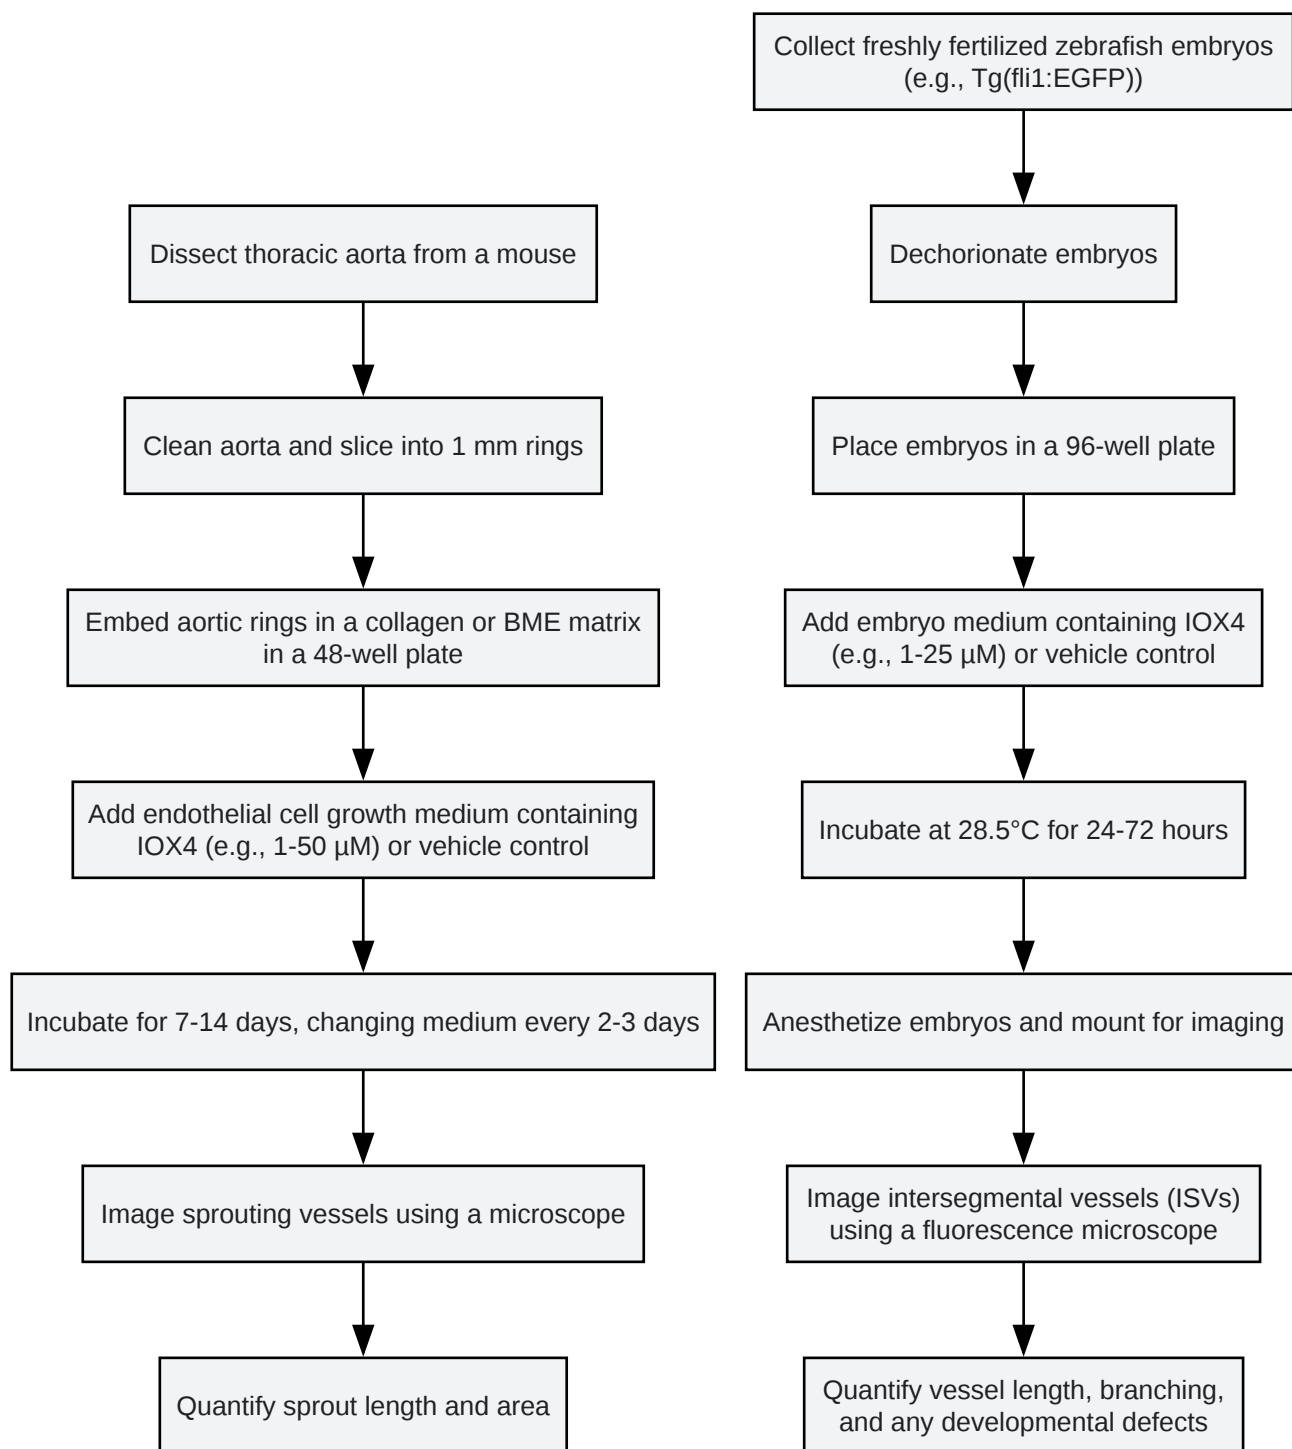 Dissect thoracic aorta from a mouse
Clean aorta and slice into 1 mm rings
Embed aortic rings in a collagen or BME matrix
in a 48-well plate
Add endothelial cell growth medium containing
IOX4 (e.g., 1-50 µM) or vehicle control
Incubate for 7-14 days, changing medium every 2-3 days
Image sprouting vessels using a microscope
Quantify sprout length and area
Collect freshly fertilized zebrafish embryos
(e.g., Tg(fli1:EGFP))
Dechorionate embryos
Place embryos in a 96-well plate
Add embryo medium containing IOX4
(e.g., 1-25 µM) or vehicle control
Incubate at 28.5°C for 24-72 hours
Anesthetize embryos and mount for imaging
Image intersegmental vessels (ISVs)
using a fluorescence microscope
Quantify vessel length, branching,
and any developmental defects